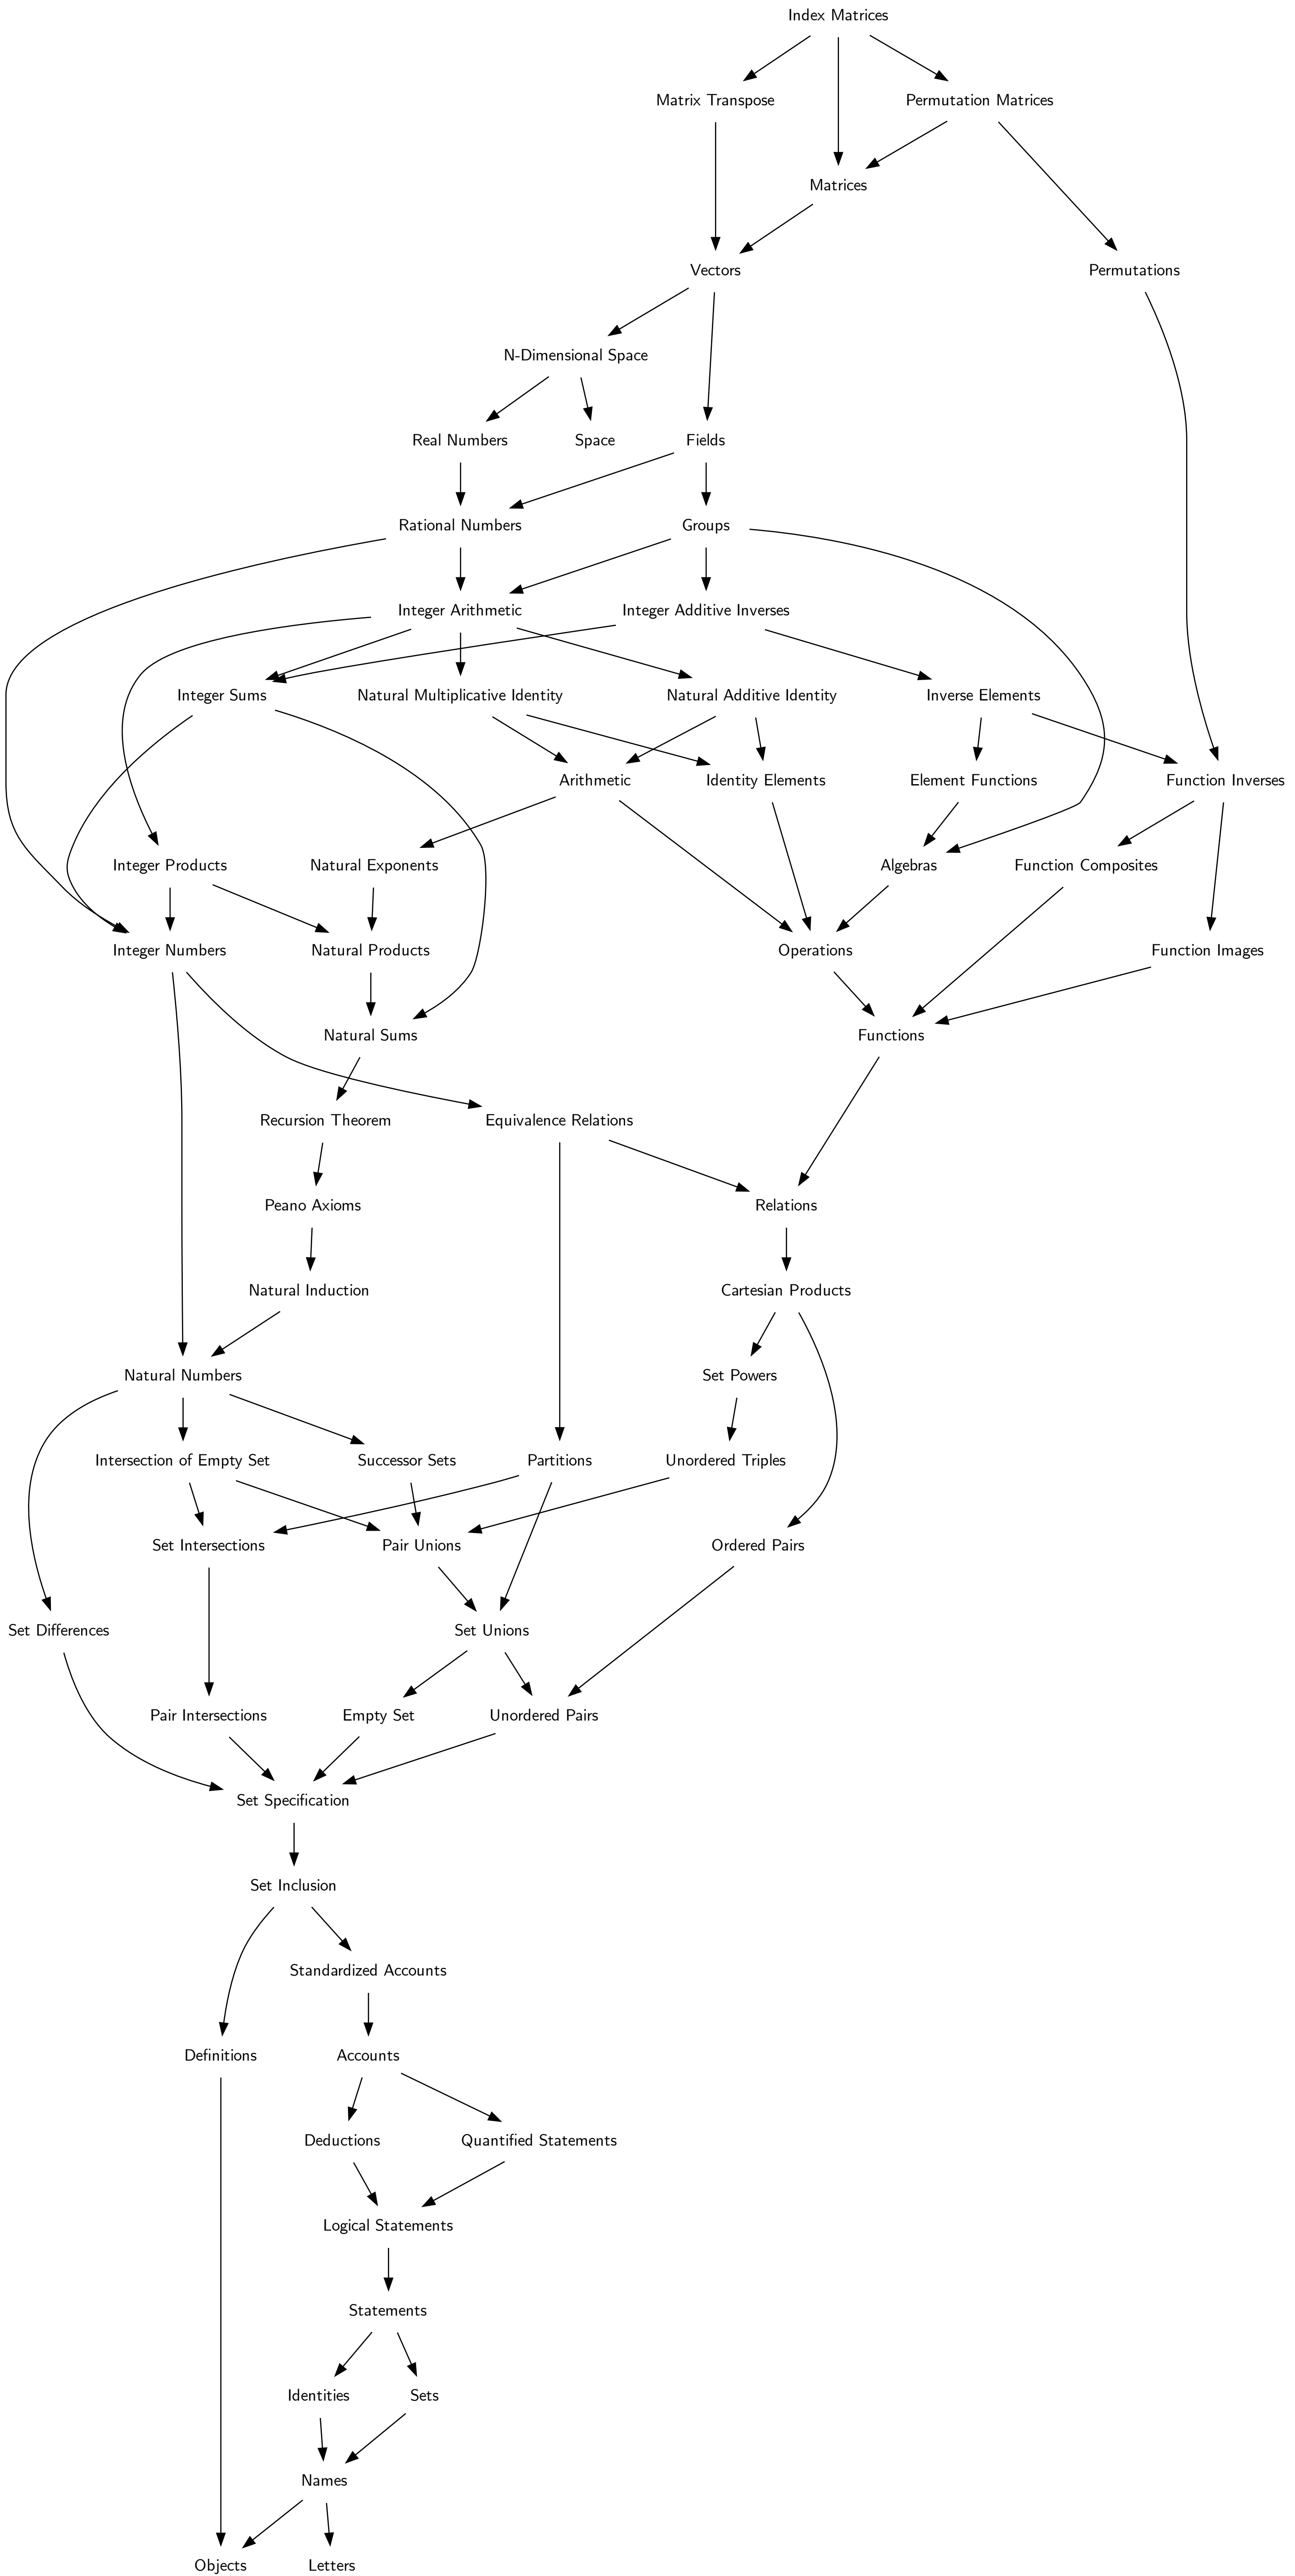 Index Matrices
Matrix Transpose
Permutation Matrices
Matrices
Vectors
Permutations
N-Dimensional Space
Real Numbers
Space
Fields
Rational Numbers
Groups
Integer Arithmetic
Integer Additive Inverses
Integer Sums
Natural Multiplicative Identity
Natural Additive Identity
Inverse Elements
Arithmetic
Identity Elements
Element Functions
Function Inverses
Integer Products
Natural Exponents
Algebras
Function Composites
Integer Numbers
Natural Products
Operations
Function Images
Natural Sums
Functions
Recursion Theorem
Equivalence Relations
Peano Axioms
Relations
Natural Induction
Cartesian Products
Natural Numbers
Set Powers
Intersection of Empty Set
Successor Sets
Partitions
Unordered Triples
Set Intersections
Pair Unions
Ordered Pairs
Set Differences
Set Unions
Pair Intersections
Empty Set
Unordered Pairs
Set Specification
Set Inclusion
Standardized Accounts
Definitions
Accounts
Deductions
Quantified Statements
Logical Statements
Statements
Identities
Sets
Names
Objects
Letters